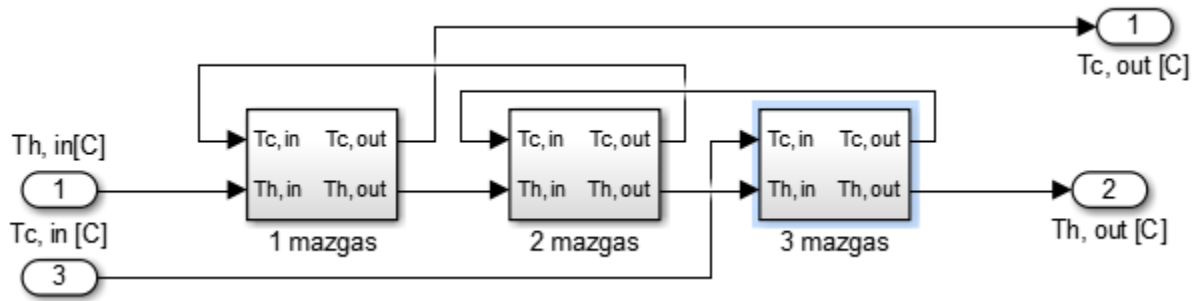 1
Tc, out [C]
Th, in[C]
1
Tc, in [C]
3
Tc, in Tc, out
Th, in Th, out
1 mazgas
Tc, in Tc, out
Th, in Th, out
2 mazgas
Tc, in Tc, out
Th, in Th, out
3 mazgas
2
Th, out [C]